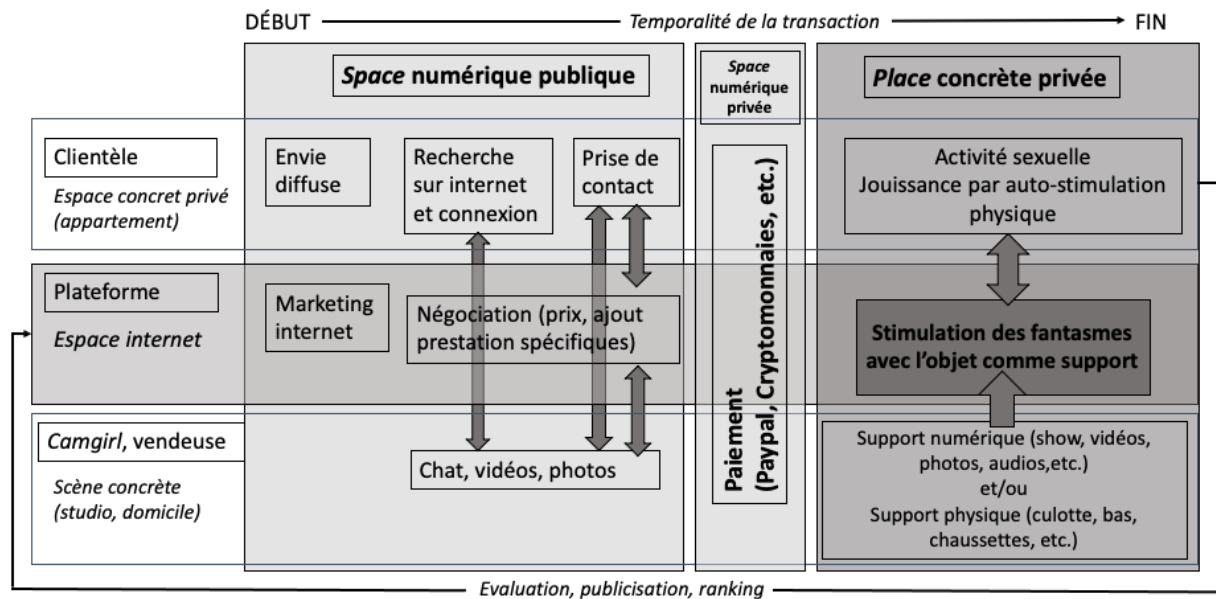 DÉBUT
Temporalité de la transaction
FIN
Space numérique publique
Space
numérique
privée
Place concrète privée
Clientèle
Espace concret privé
(appartement)
Envie
diffuse
Recherche
sur internet
et connexion
Prise de
contact
Activité sexuelle
Jouissance par auto-stimulation
physique
Plateforme
Espace internet
Marketing
internet
Négociation (prix, ajout
prestation spécifiques)
Paiement
(Paypal, Cryptomonnaies, etc.)
Stimulation des fantasmes
avec l'objet comme support
Camgirl, vendeuse
Scène concrète
(studio, domicile)
Chat, vidéos, photos
Support numérique (show, vidéos,
photos, audios,etc.)
et/ou
Support physique (culotte, bas,
chaussettes, etc.)
Evaluation, publicisation, ranking